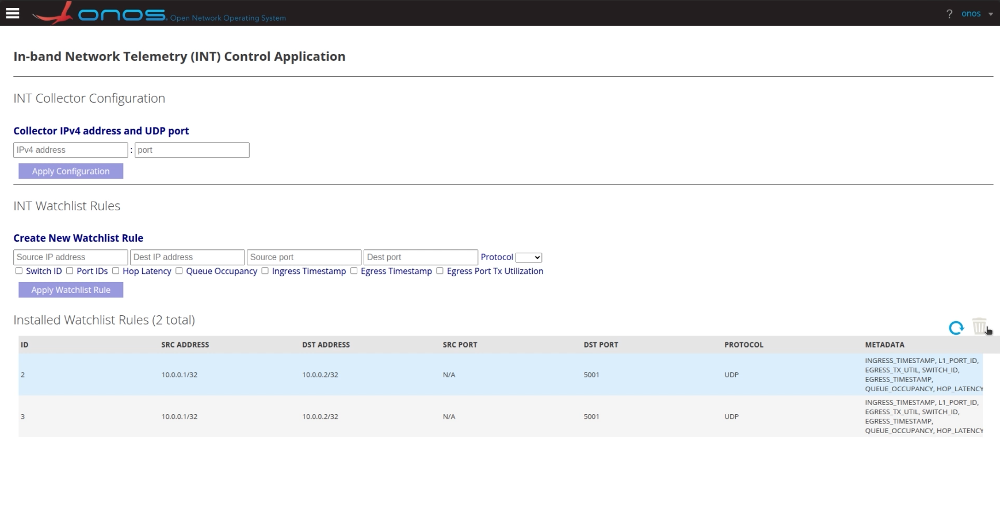 onos. Open Network Operating System
? onos
In-band Network Telemetry (INT) Control Application
INT Collector Configuration
Collector IPv4 address and UDP port
IPv4 address : port
Apply Configuration
INT Watchlist Rules
Create New Watchlist Rule
Source IP address Dest IP address Source port Dest port Protocol
Switch ID Port IDs Hop Latency Queue Occupancy Ingress Timestamp Egress Timestamp Egress Port Tx Utilization
Apply Watchlist Rule
Installed Watchlist Rules (2 total)
ID SRC ADDRESS DST ADDRESS SRC PORT DST PORT PROTOCOL METADATA
2 10.0.0.1/32 10.0.0.2/32 N/A 5001 UDP
INGRESS_TIMESTAMP, L1_PORT_ID,
EGRESS_TX_UTIL, SWITCH_ID,
EGRESS_TIMESTAMP,
QUEUE_OCCUPANCY, HOP_LATENCY
3 10.0.0.1/32 10.0.0.2/32 N/A 5001 UDP
INGRESS_TIMESTAMP, L1_PORT_ID,
EGRESS_TX_UTIL, SWITCH_ID,
EGRESS_TIMESTAMP,
QUEUE_OCCUPANCY, HOP_LATENCY